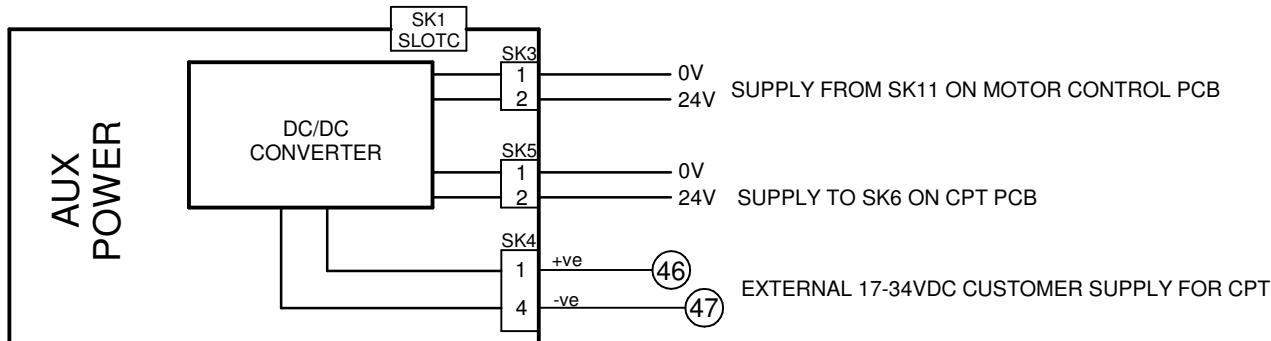 SK1
SLOTC
SK3
1 0V
2 24V
SUPPLY FROM SK11 ON MOTOR CONTROL PCB
DC/DC
CONVERTER
AUX
POWER
SK5
1 0V
2 24V
SUPPLY TO SK6 ON CPT PCB
SK4
1 +ve 46
4 -ve 47
EXTERNAL 17-34VDC CUSTOMER SUPPLY FOR CPT